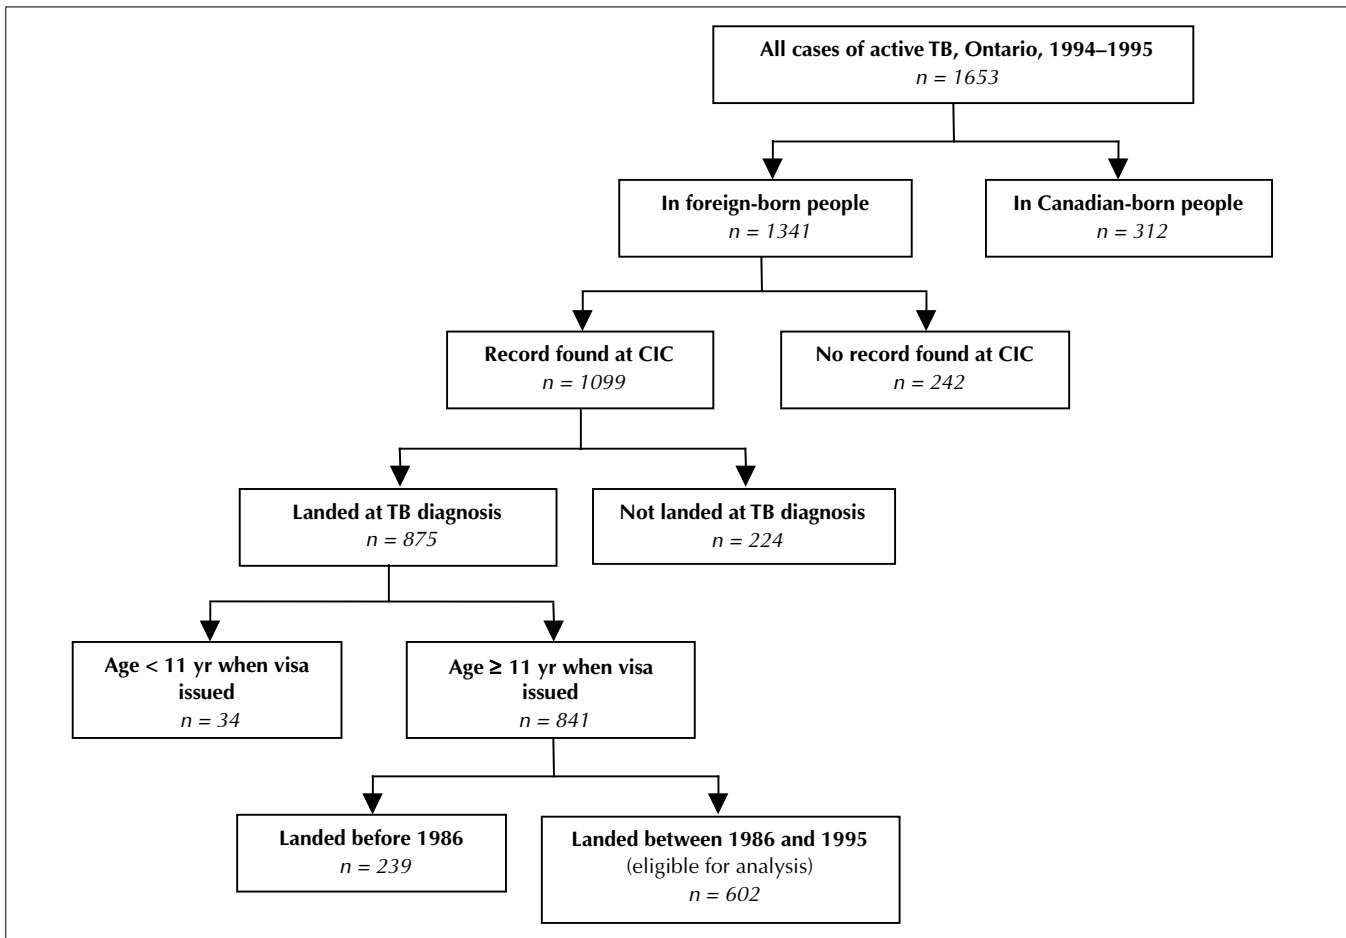 All cases of active TB, Ontario, 1994–1995
n = 1653
In foreign-born people
n = 1341
In Canadian-born people
n = 312
Record found at CIC
n = 1099
No record found at CIC
n = 242
Landed at TB diagnosis
n = 875
Not landed at TB diagnosis
n = 224
Age < 11 yr when visa
issued
n = 34
Age ≥ 11 yr when visa
issued
n = 841
Landed before 1986
n = 239
Landed between 1986 and 1995
(eligible for analysis)
n = 602